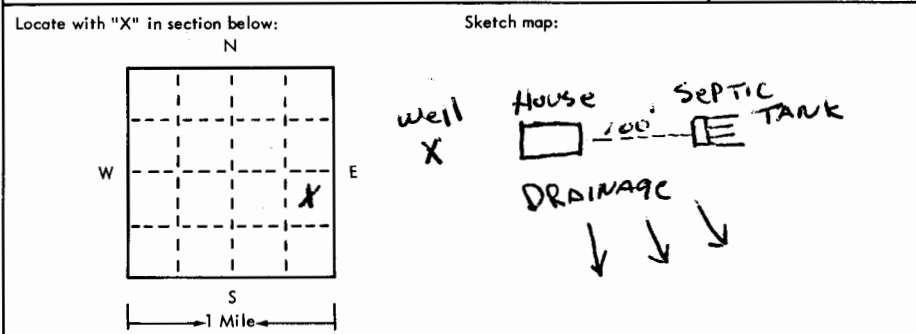 Locate with "X" in section below:
Sketch map:
N
W
E
X
S
1 Mile
Well
X
House
100'
SEPTIC
TANK
DRAINAGE